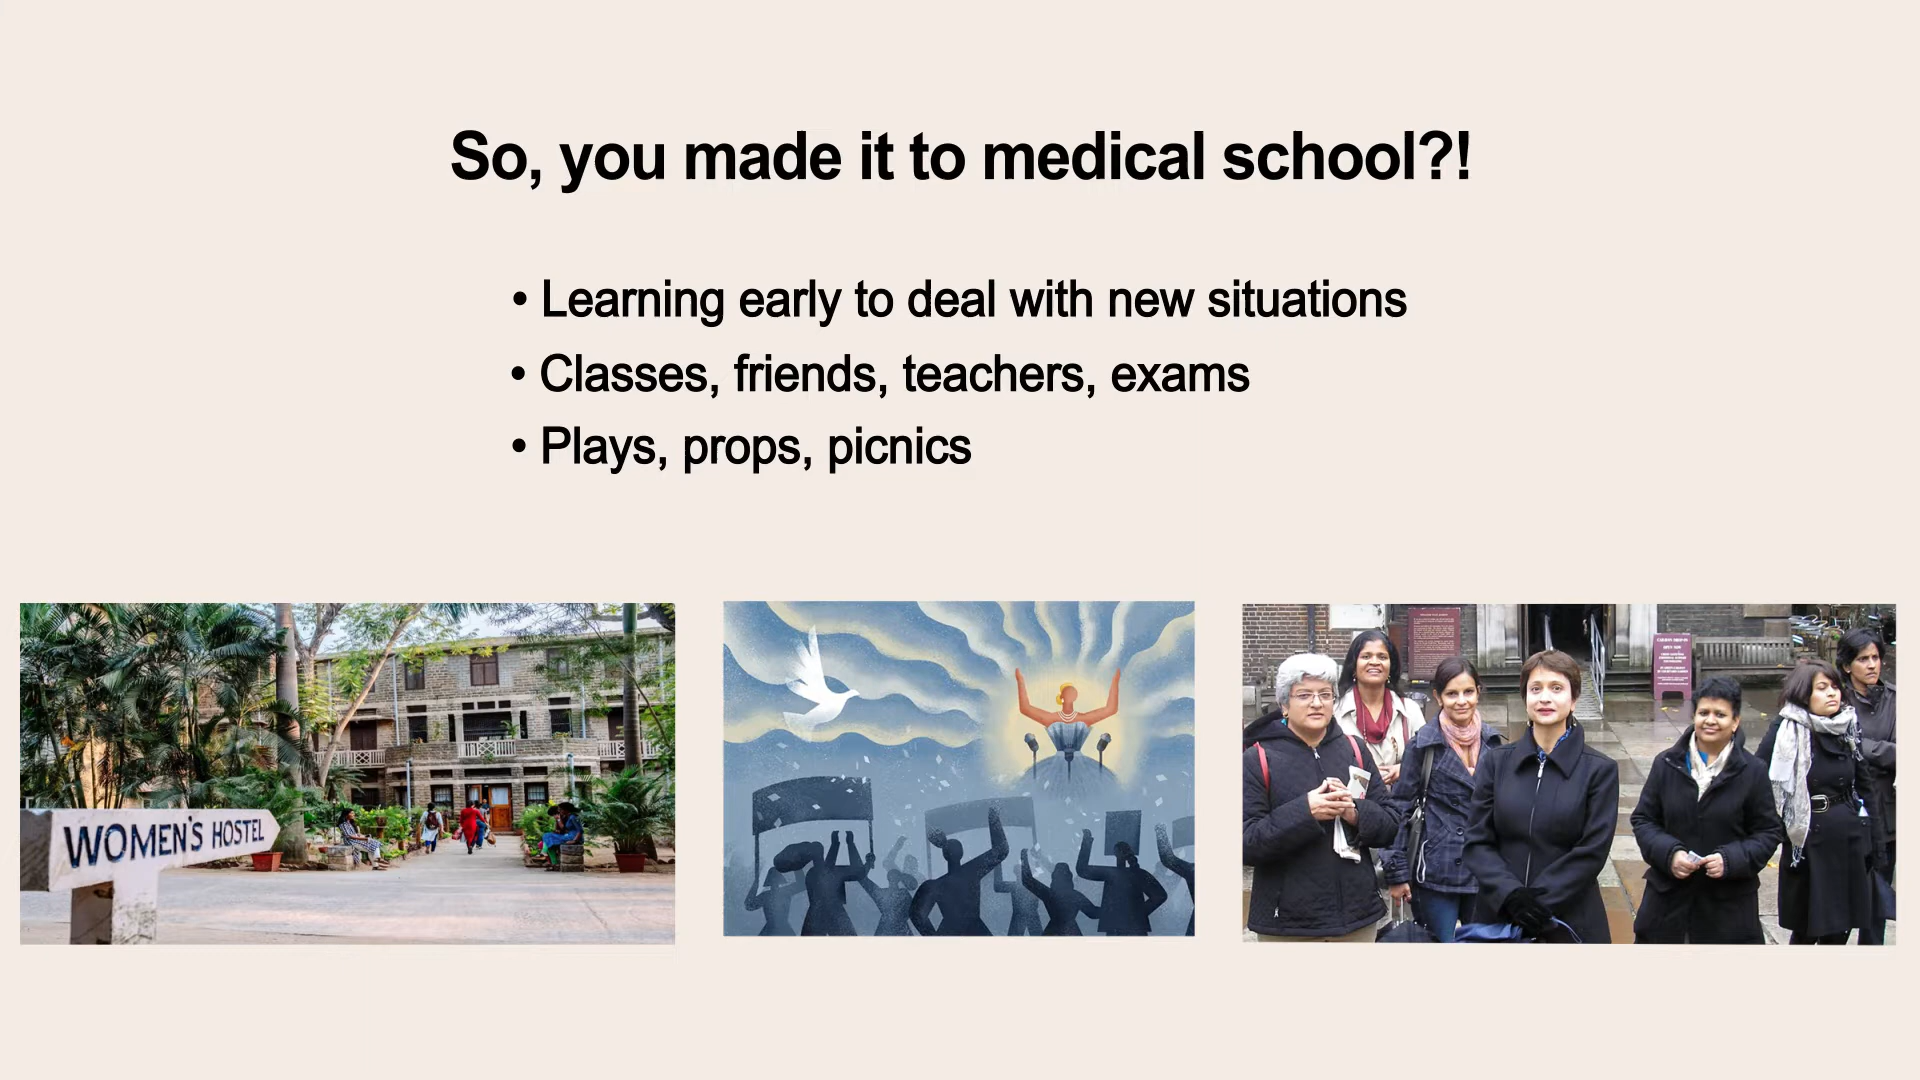 So, you made it to medical school?!
• Learning early to deal with new situations
• Classes, friends, teachers, exams
• Plays, props, picnics
WOMEN'S HOSTEL